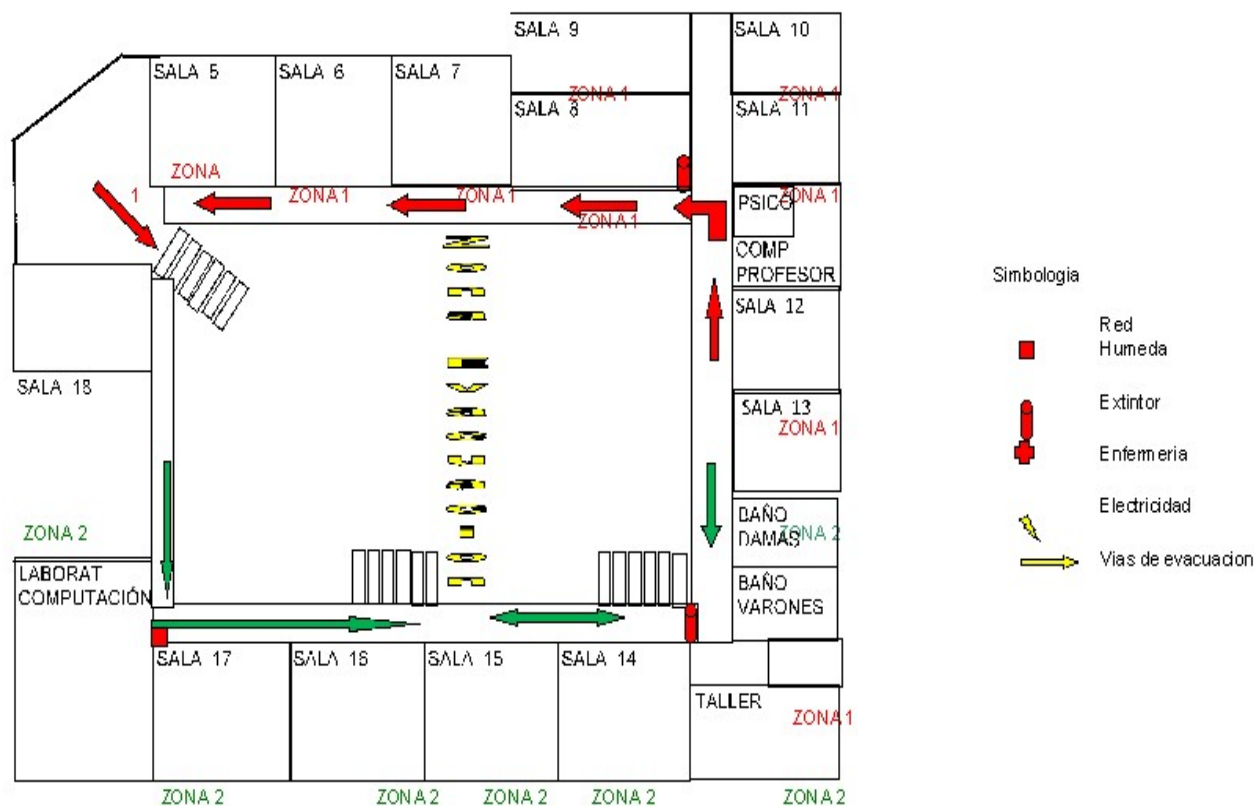 SALA 9
SALA 10
ZONA 1
ZONA 1
SALA 5
SALA 6
SALA 7
SALA 8
SALA 11
ZONA
1
ZONA 1
ZONA 1
ZONA 1
ZONA 1
PSICO
COMP
PROFESOR
SALA 12
SALA 18
SALA 13
ZONA 1
ZONA 2
BAÑO
DAMAS
ZONA 2
BAÑO
VARONES
LABORAT
COMPUTACIÓN
SALA 17
SALA 16
SALA 15
SALA 14
TALLER
ZONA 1
ZONA 2
ZONA 2
ZONA 2
ZONA 2
ZONA 2
Simbologia
Red
Humeda
Extintor
Enfermeria
Electricidad
Vias de evacuacion